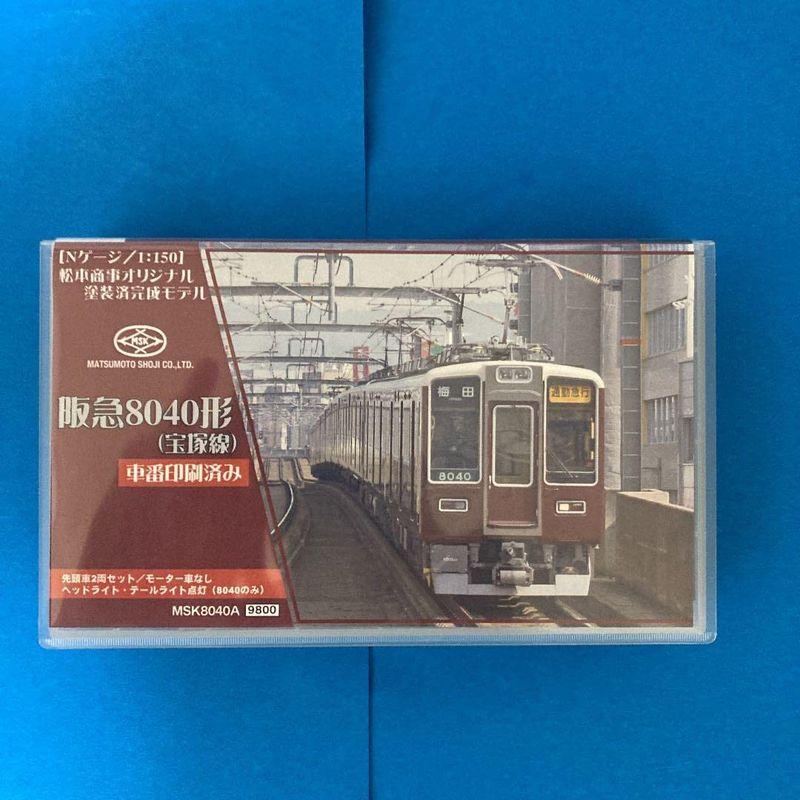 [Nゲージ/1:150]
松本商事オリジナル
塗装済完成モデル
MSK
MATSUMOTO SHOJI CO.,LTD.
阪急8040形
(宝塚線)
車番印刷済み
先頭車2両セット/モーター車なし
ヘッドライト・テールライト点灯(8040のみ)
MSK8040A 9800
梅田
通勤急行
8040